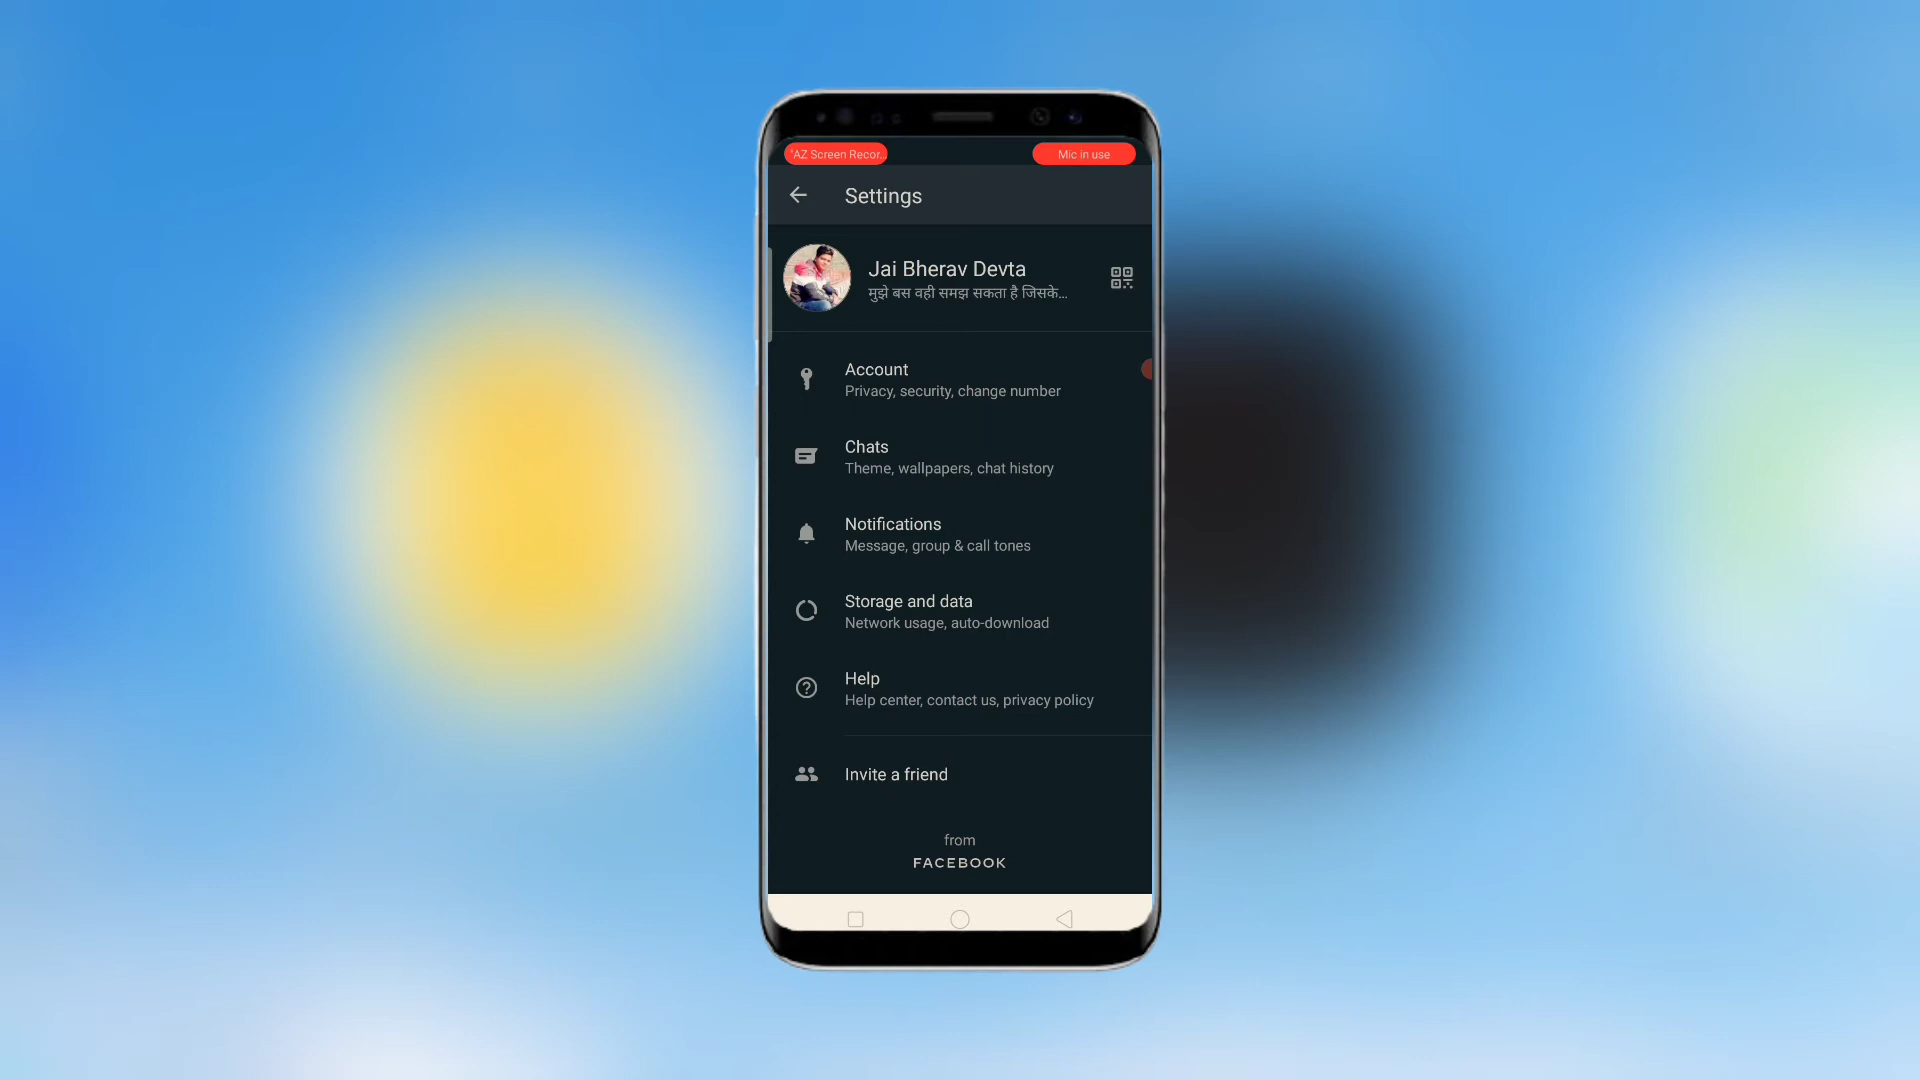 "AZ Screen Recor...
Mic in use
Settings
Jai Bherav Devta
मुझे बस वही समझ सकता है जिसके...
Account
Privacy, security, change number
Chats
Theme, wallpapers, chat history
Notifications
Message, group & call tones
Storage and data
Network usage, auto-download
Help
Help center, contact us, privacy policy
Invite a friend
from
FACEBOOK